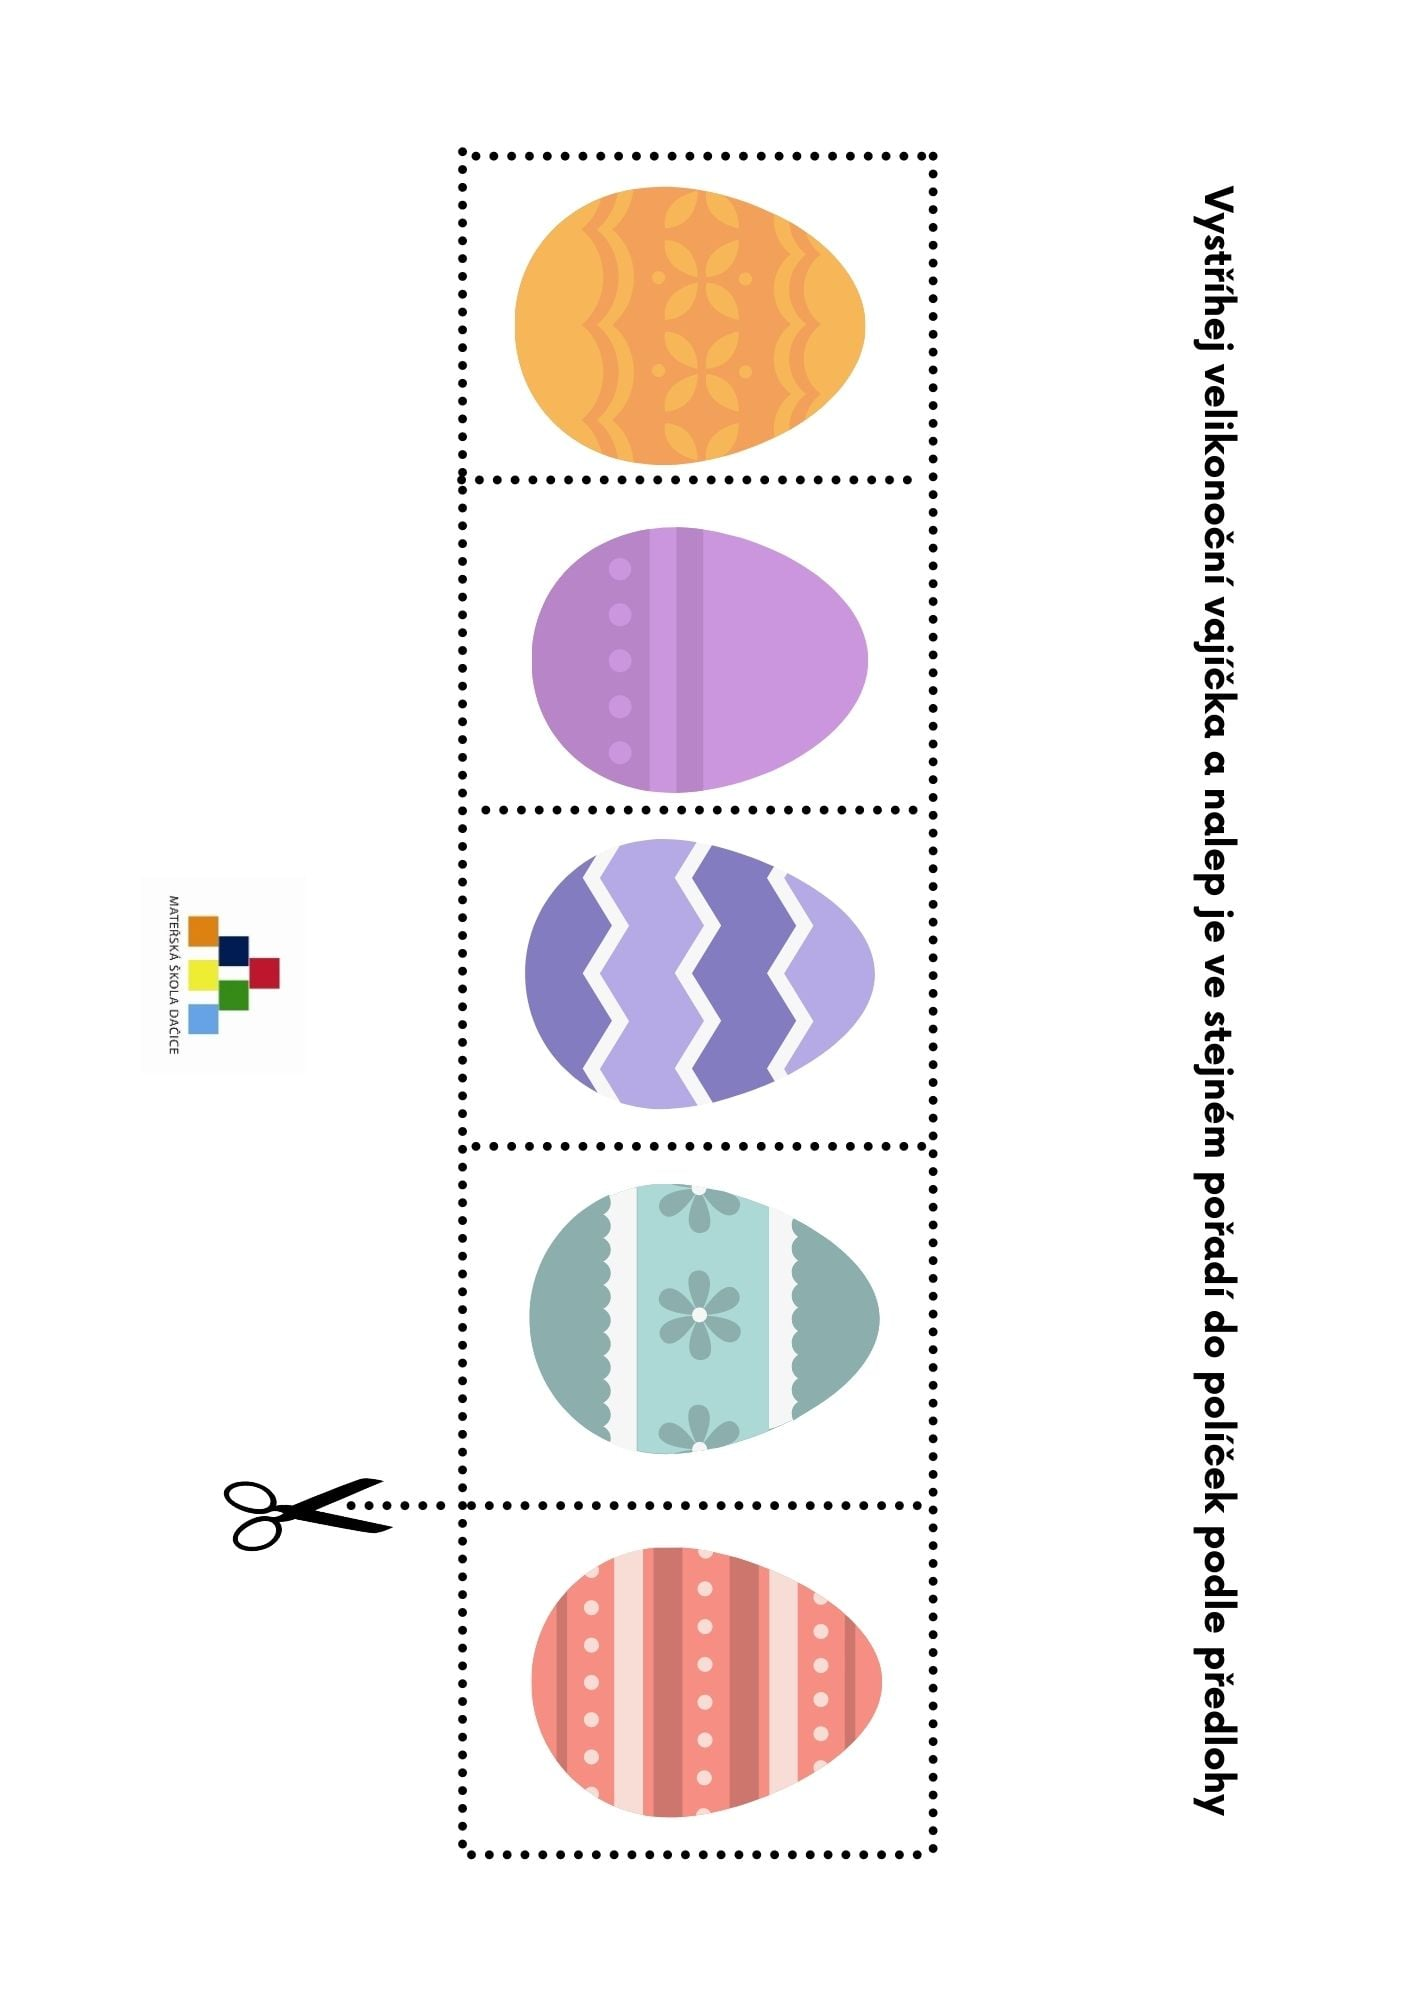 Vystříhej velikonoční vajíčka a nalep je ve stejném pořadí do políček podle předlohy
MATEŘSKÁ ŠKOLA DAČICE